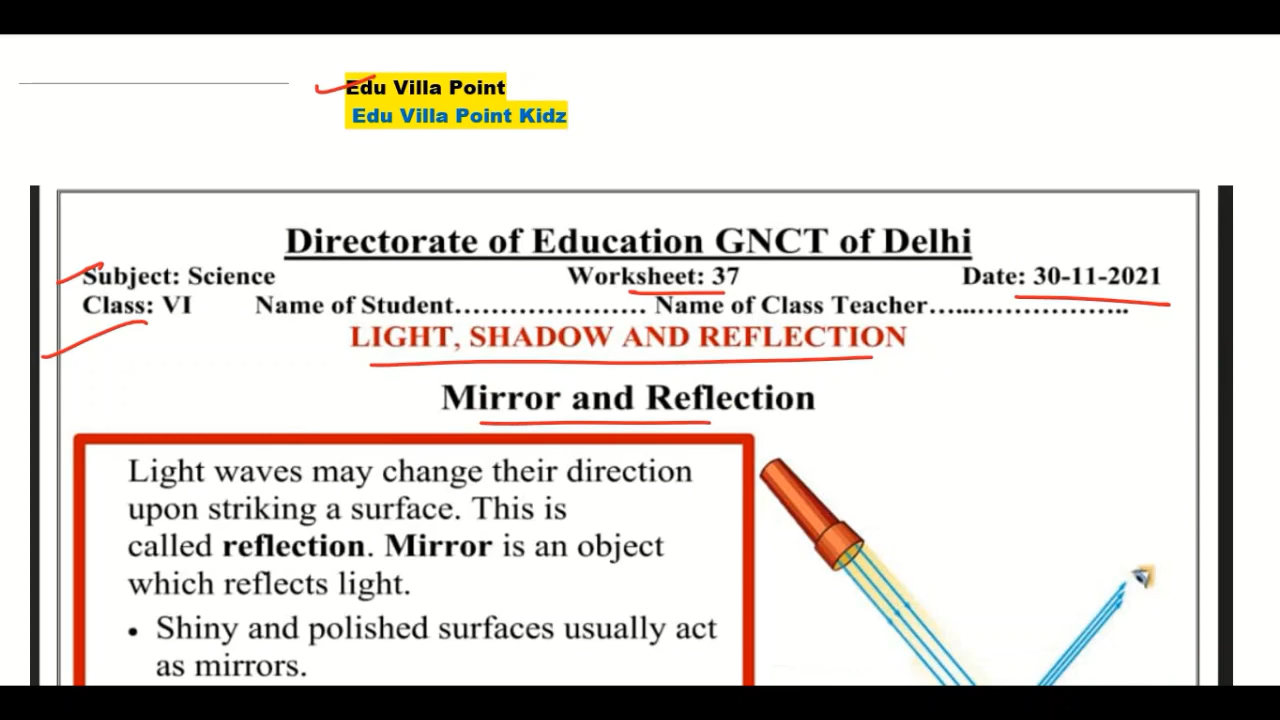 Edu Villa Point
Edu Villa Point Kidz
Directorate of Education GNCT of Delhi
Subject: Science Worksheet: 37 Date: 30-11-2021
Class: VI Name of Student………………… Name of Class Teacher…...……………..
LIGHT, SHADOW AND REFLECTION
Mirror and Reflection
Light waves may change their direction
upon striking a surface. This is
called reflection. Mirror is an object
which reflects light.
• Shiny and polished surfaces usually act
as mirrors.